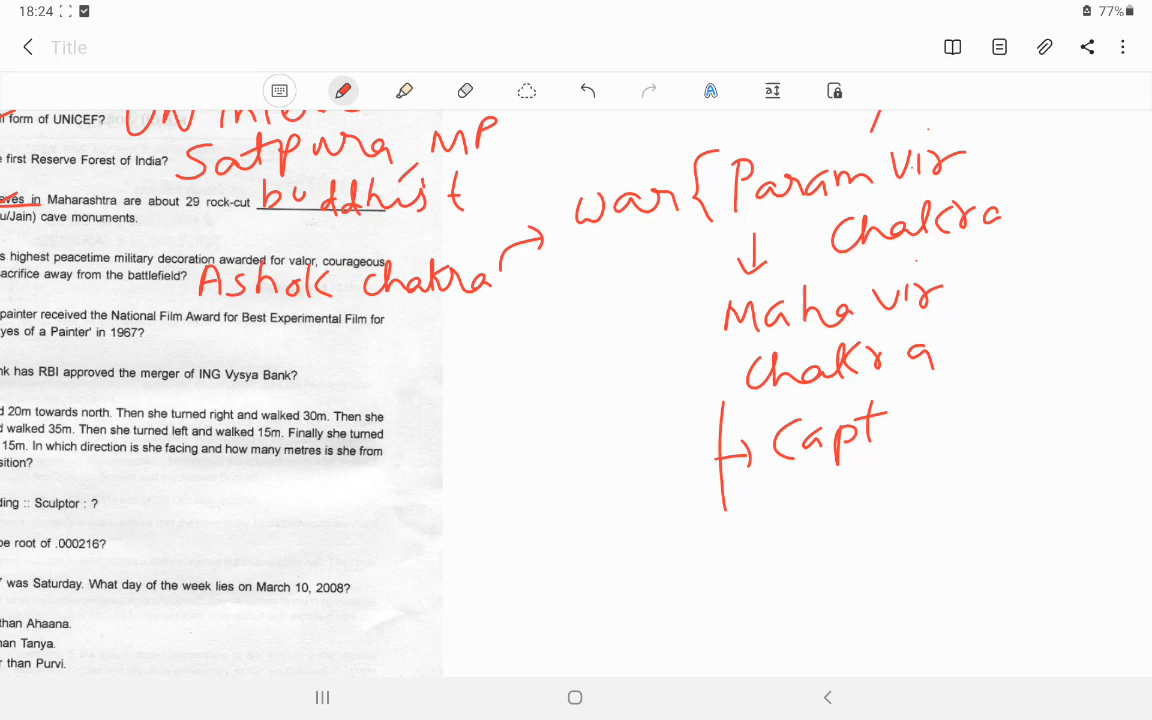 18:24
77%
Title
form of UNICEF?
UN
e first Reserve Forest of India?
Satpura, MP
aves in Maharashtra are about 29 rock-cut buddhist
u/Jain) cave monuments.
s highest peacetime military decoration awarded for valor, courageous
acrifice away from the battlefield?
Ashok chakra
painter received the National Film Award for Best Experimental Film for
yes of a Painter' in 1967?
nk has RBI approved the merger of ING Vysya Bank?
d 20m towards north. Then she turned right and walked 30m. Then she
d walked 35m. Then she turned left and walked 15m. Finally she turned
15m. In which direction is she facing and how many metres is she from
sition?
ding :: Sculptor : ?
be root of .000216?
7 was Saturday. What day of the week lies on March 10, 2008?
than Ahaana.
nan Tanya.
r than Purvi.
war { Param Vir
Chakra
Maha vir
Chakra
Capt